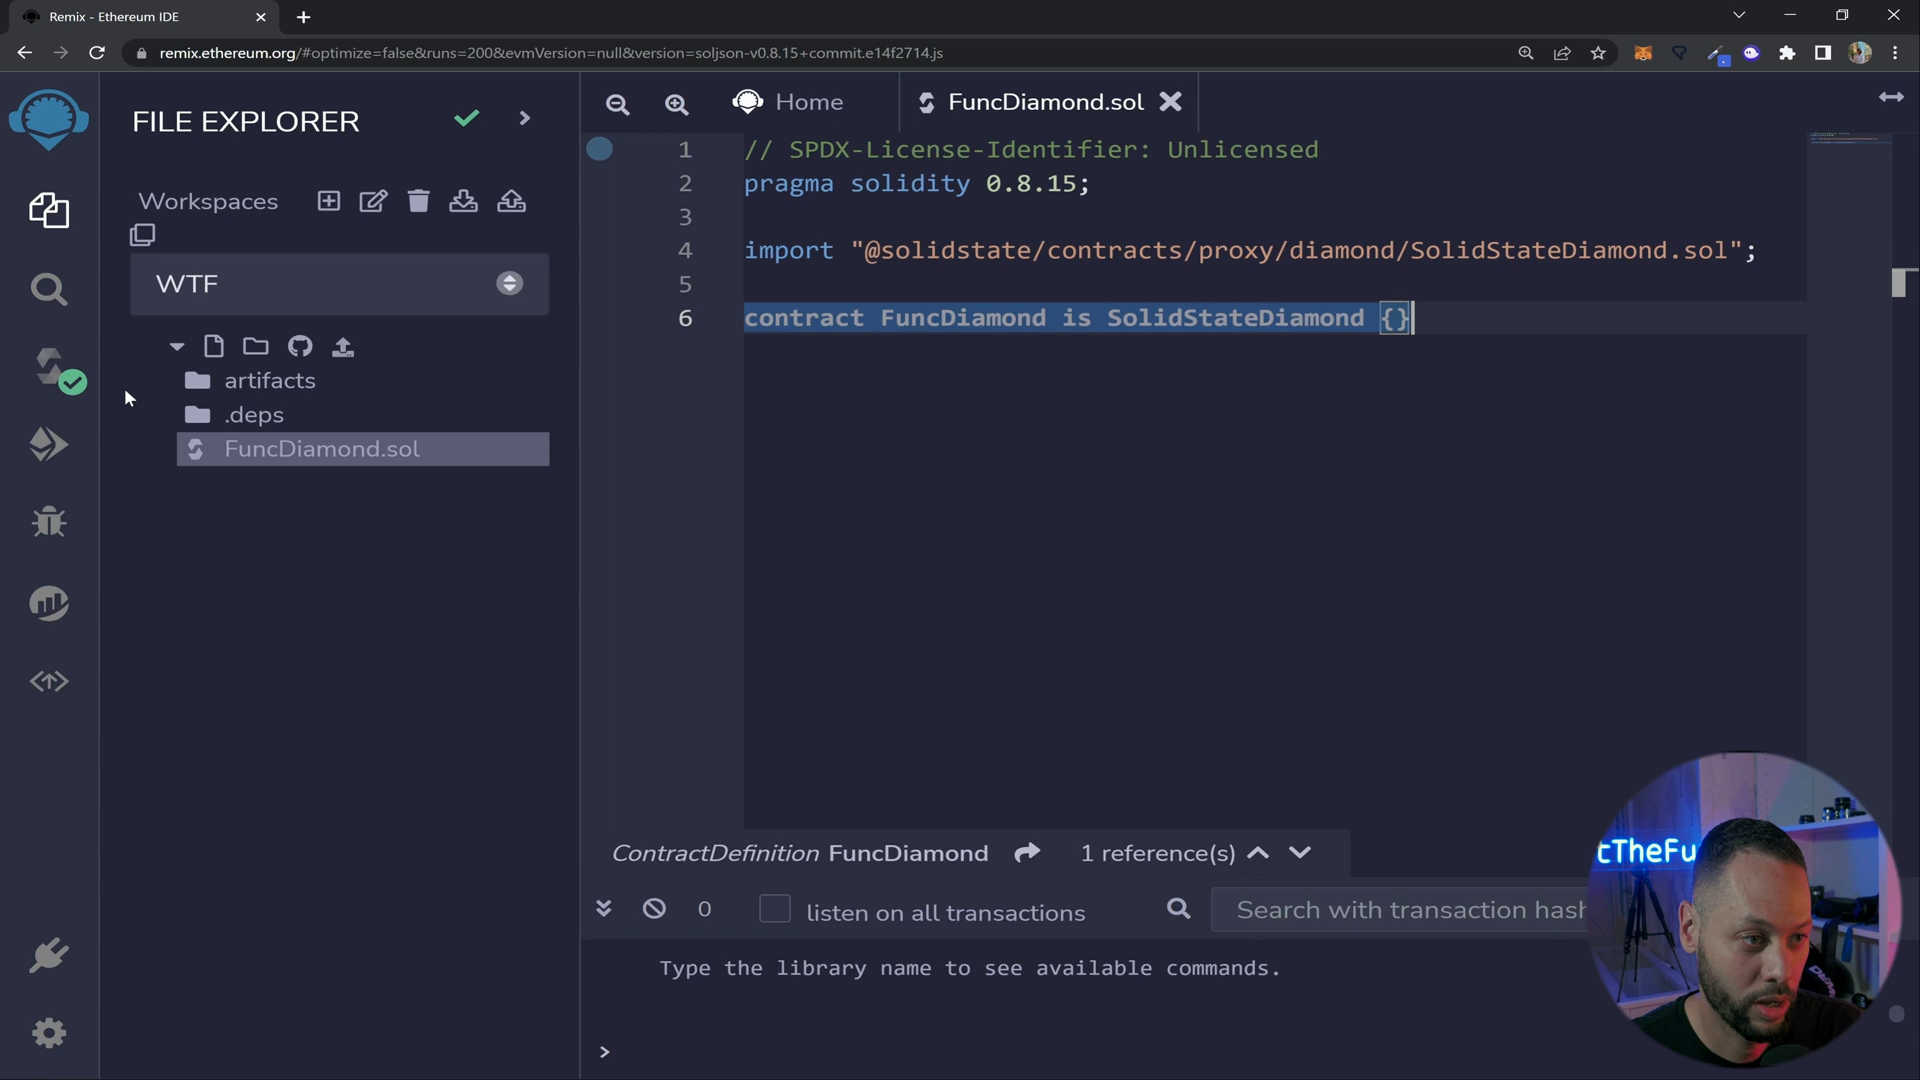 Remix - Ethereum IDE
remix.ethereum.org/#optimize=false&runs=200&evmVersion=null&version=soljson-v0.8.15+commit.e14f2714.js
FILE EXPLORER
Workspaces
WTF
artifacts
.deps
FuncDiamond.sol
Home
FuncDiamond.sol
1 // SPDX-License-Identifier: Unlicensed
2 pragma solidity 0.8.15;
3
4 import "@solidstate/contracts/proxy/diamond/SolidStateDiamond.sol";
5
6 contract FuncDiamond is SolidStateDiamond {}
ContractDefinition FuncDiamond 1 reference(s)
0 listen on all transactions Search with transaction hash
Type the library name to see available commands.
>
ctTheFu